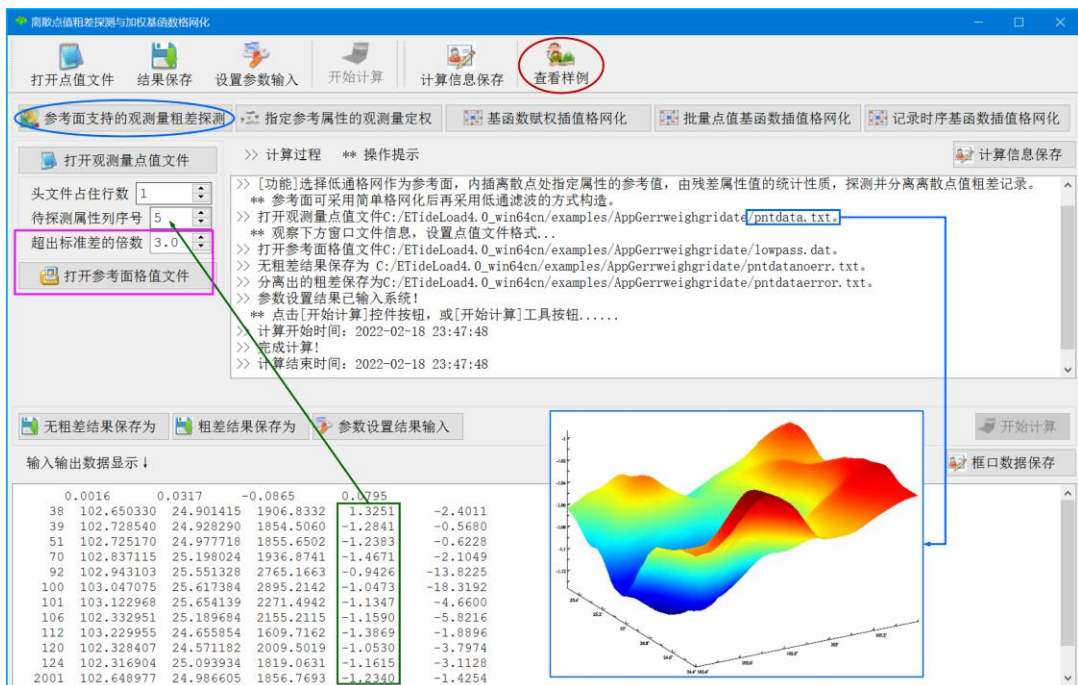 离散点值粗差探测与加权基函数格网化
打开点值文件 结果保存 设置参数输入 开始计算 计算信息保存 查看样例
参考面支持的观测量粗差探测 指定参考属性的观测量定权 基函数赋权插值格网化 批量点值基函数插值格网化 记录时序基函数插值格网化
打开观测量点值文件 >> 计算过程 ** 操作提示 计算信息保存
头文件占住行数 1
待探测属性列序号 5
超出标准差的倍数 3.0
打开参考面格值文件
>> [功能]选择低通格网作为参考面，内插离散点处指定属性的参考值，由残差属性值的统计性质，探测并分离离散点值粗差记录。
** 参考面可采用简单格网化后再采用低通滤波的方式构造。
>> 打开观测量点值文件C:/ETideLoad4.0_win64cn/examples/AppGerrweighgridate/pntdata.txt。
** 观察下方窗口文件信息，设置点值文件格式...
>> 打开参考面格值文件C:/ETideLoad4.0_win64cn/examples/AppGerrweighgridate/lowpass.dat。
>> 无粗差结果保存为 C:/ETideLoad4.0_win64cn/examples/AppGerrweighgridate/pntdatanoerr.txt。
>> 分离出的粗差保存为C:/ETideLoad4.0_win64cn/examples/AppGerrweighgridate/pntdataerror.txt。
>> 参数设置结果已输入系统！
** 点击[开始计算]控件按钮，或[开始计算]工具按钮......
>> 计算开始时间：2022-02-18 23:47:48
>> 完成计算！
>> 计算结束时间：2022-02-18 23:47:48
无粗差结果保存为 粗差结果保存为 参数设置结果输入 开始计算
输入输出数据显示↓ 框口数据保存
0.0016 0.0317 -0.0865 0.0795
38 102.650330 24.901415 1906.8332 1.3251 -2.4011
39 102.728540 24.928290 1854.5060 -1.2841 -0.5680
51 102.725170 24.977718 1855.6502 -1.2383 -0.6228
70 102.837115 25.198024 1936.8741 -1.4671 -2.1049
92 102.943103 25.551328 2765.1663 -0.9426 -13.8225
100 103.047075 25.617384 2895.2142 -1.0473 -18.3192
101 103.122968 25.654139 2271.4942 -1.1347 -4.6600
106 102.332951 25.189684 2155.2115 -1.1590 -5.8216
112 103.229955 24.655854 1609.7162 -1.3869 -1.8896
120 102.328407 24.571182 2009.5019 -1.0530 -3.7974
124 102.316904 25.093934 1819.0631 -1.1615 -3.1128
2001 102.648977 24.986605 1856.7693 -1.2340 -1.4254